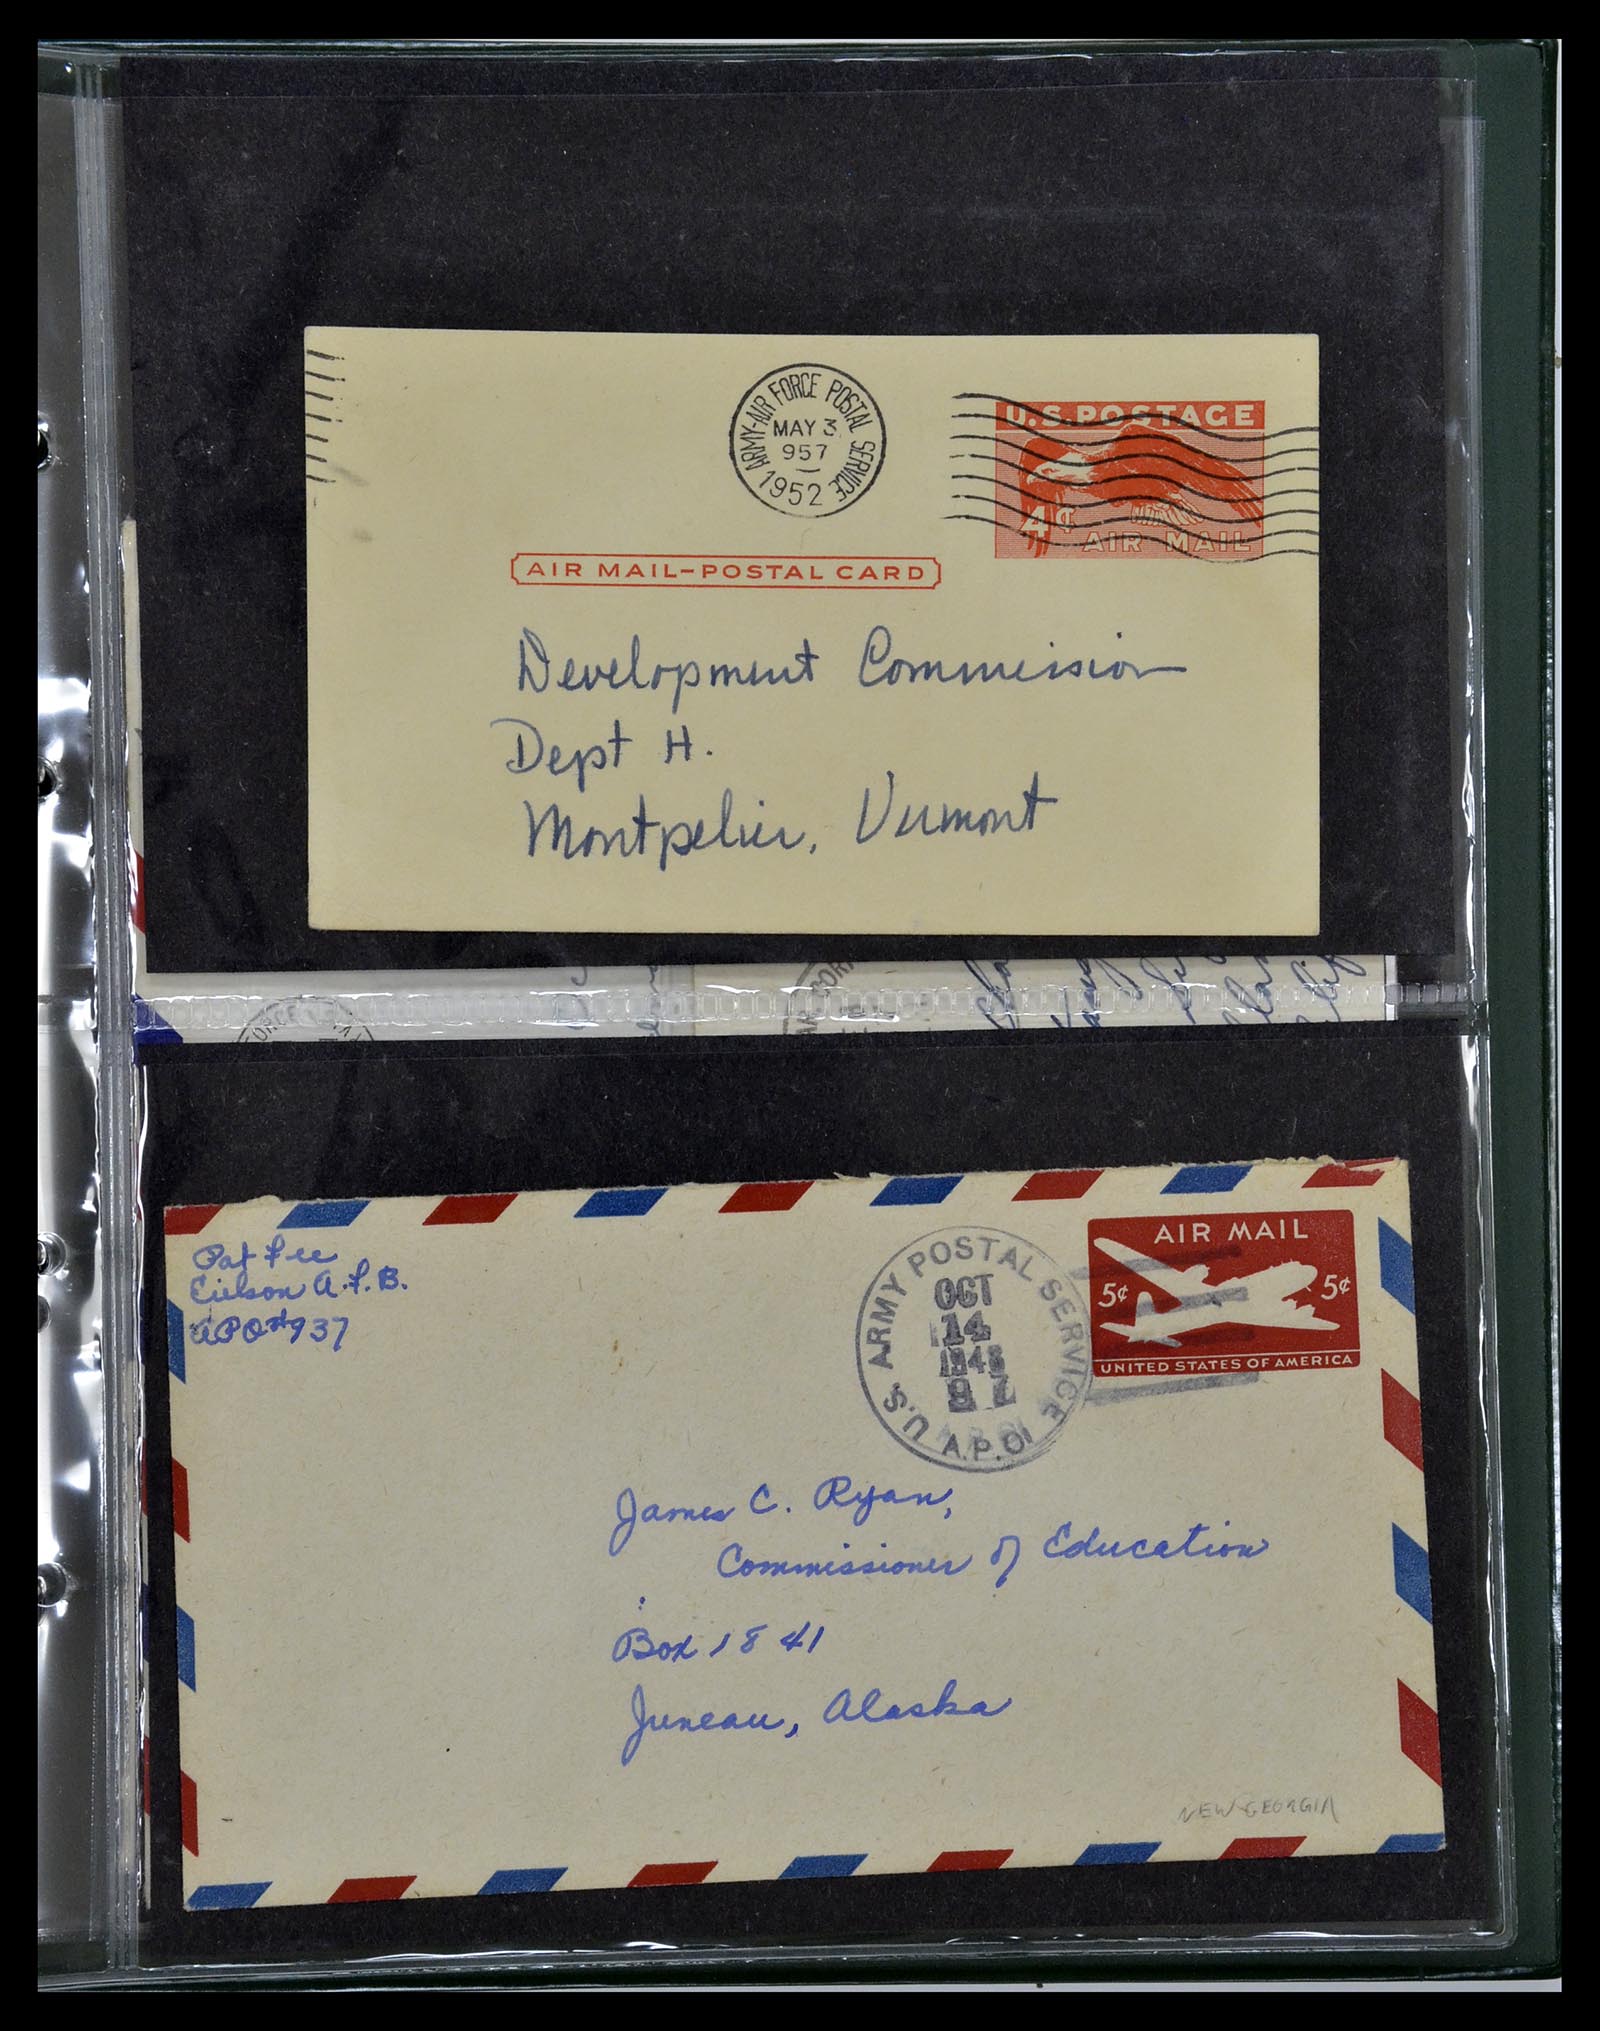 ARMY-AIR FORCE POSTAL SERVICE
MAY 3
957
1952
U.S. POSTAGE
4¢
AIR MAIL
AIR MAIL-POSTAL CARD
Development Commission
Dept H.
Montpelier, Vermont
Pat Lee
Eielson A.F.B.
APO #937
U.S. ARMY POSTAL SERVICE
OCT
14
A.P.O.
AIR MAIL
5¢ 5¢
UNITED STATES OF AMERICA
James C. Ryan,
Commissioner of Education
Box 1841
Juneau, Alaska
NEW GEORGIA